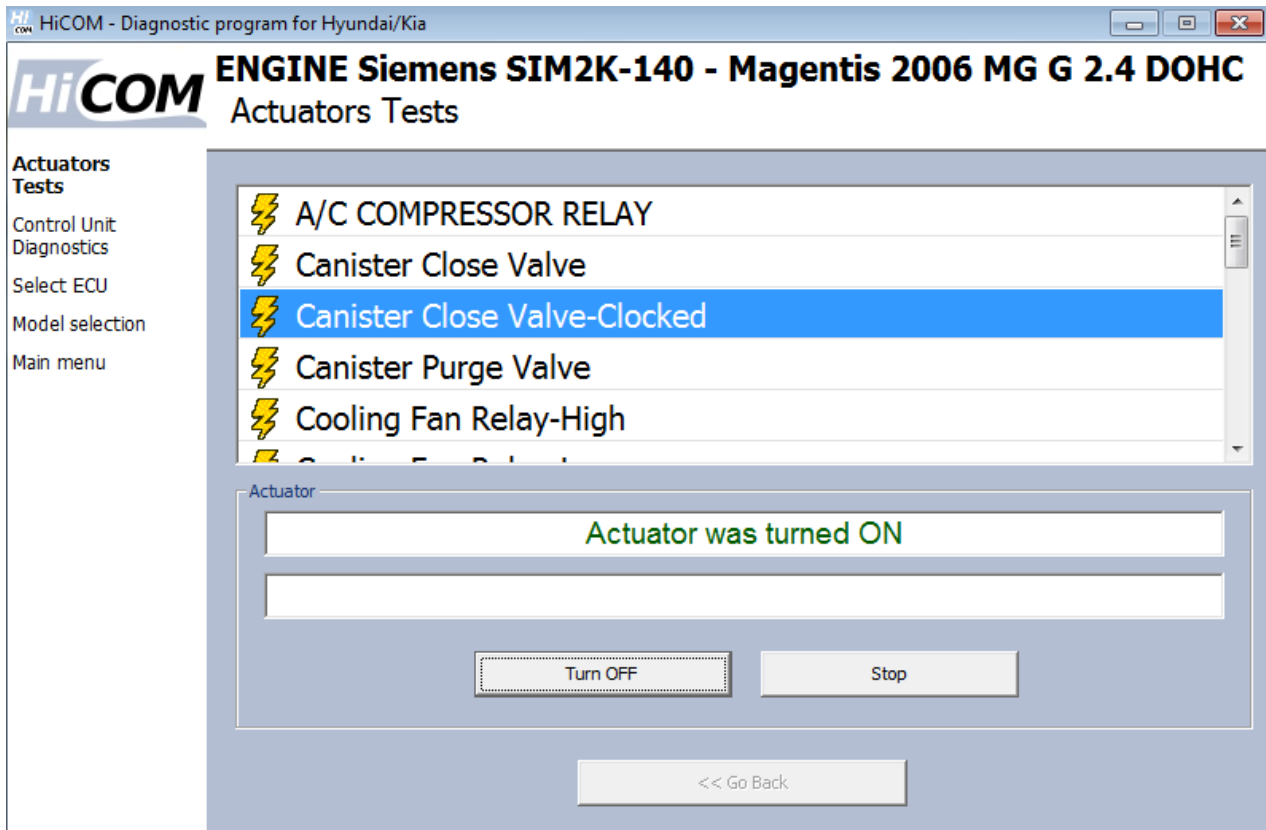 HiCOM - Diagnostic program for Hyundai/Kia
HiCOM
ENGINE Siemens SIM2K-140 - Magentis 2006 MG G 2.4 DOHC
Actuators Tests
Actuators
Tests
Control Unit
Diagnostics
Select ECU
Model selection
Main menu
A/C COMPRESSOR RELAY
Canister Close Valve
Canister Close Valve-Clocked
Canister Purge Valve
Cooling Fan Relay-High
Actuator
Actuator was turned ON
Turn OFF
Stop
<< Go Back